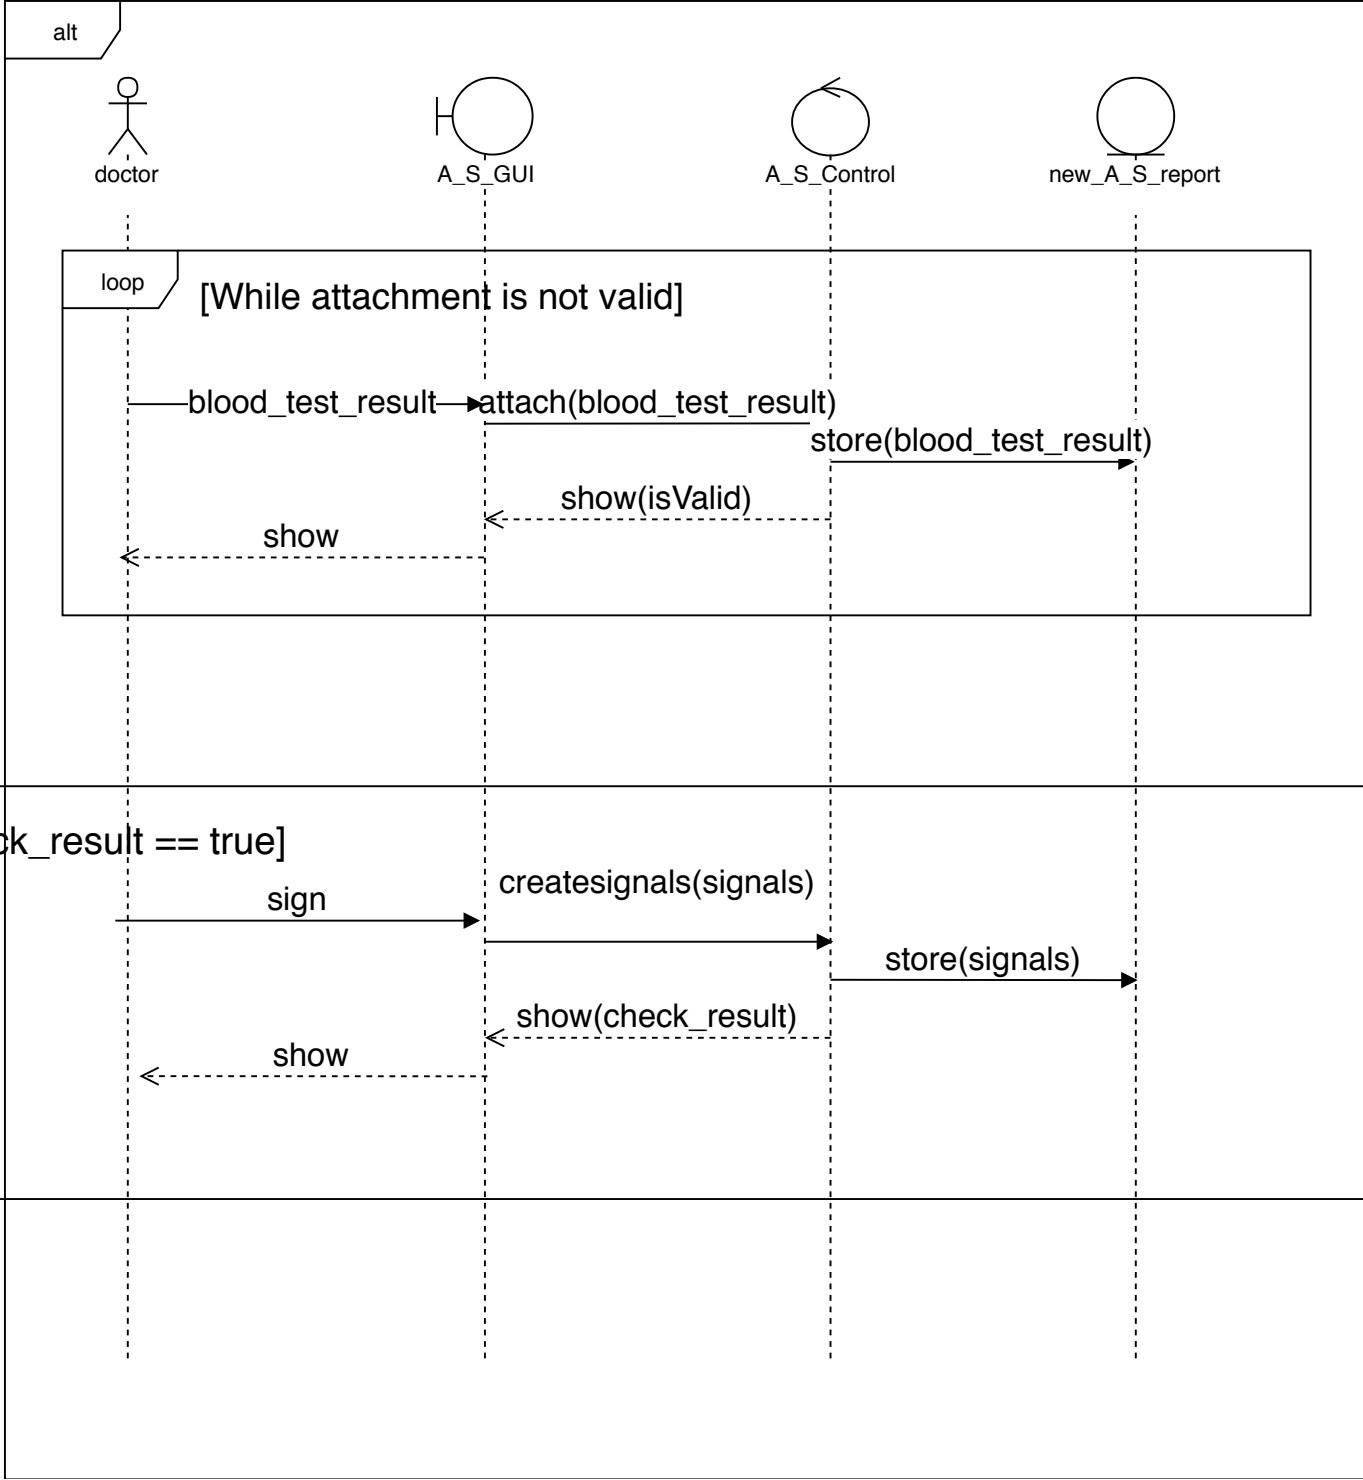 alt
doctor
A_S_GUI
A_S_Control
new_A_S_report
loop
[While attachment is not valid]
blood_test_result
attach(blood_test_result)
store(blood_test_result)
show(isValid)
show
ck_result == true]
createsignals(signals)
sign
store(signals)
show(check_result)
show